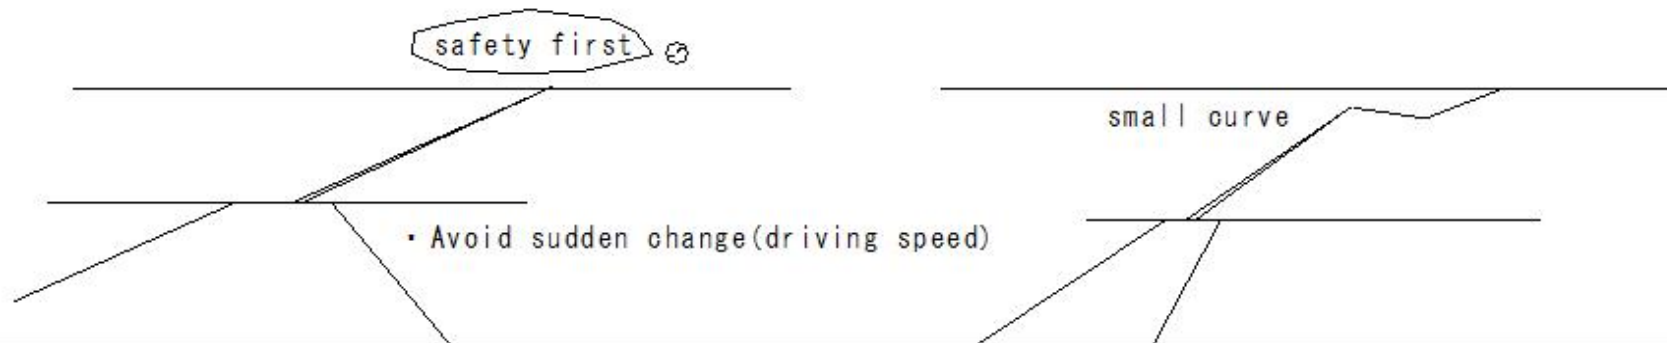 safety first
small curve
・Avoid sudden change(driving speed)